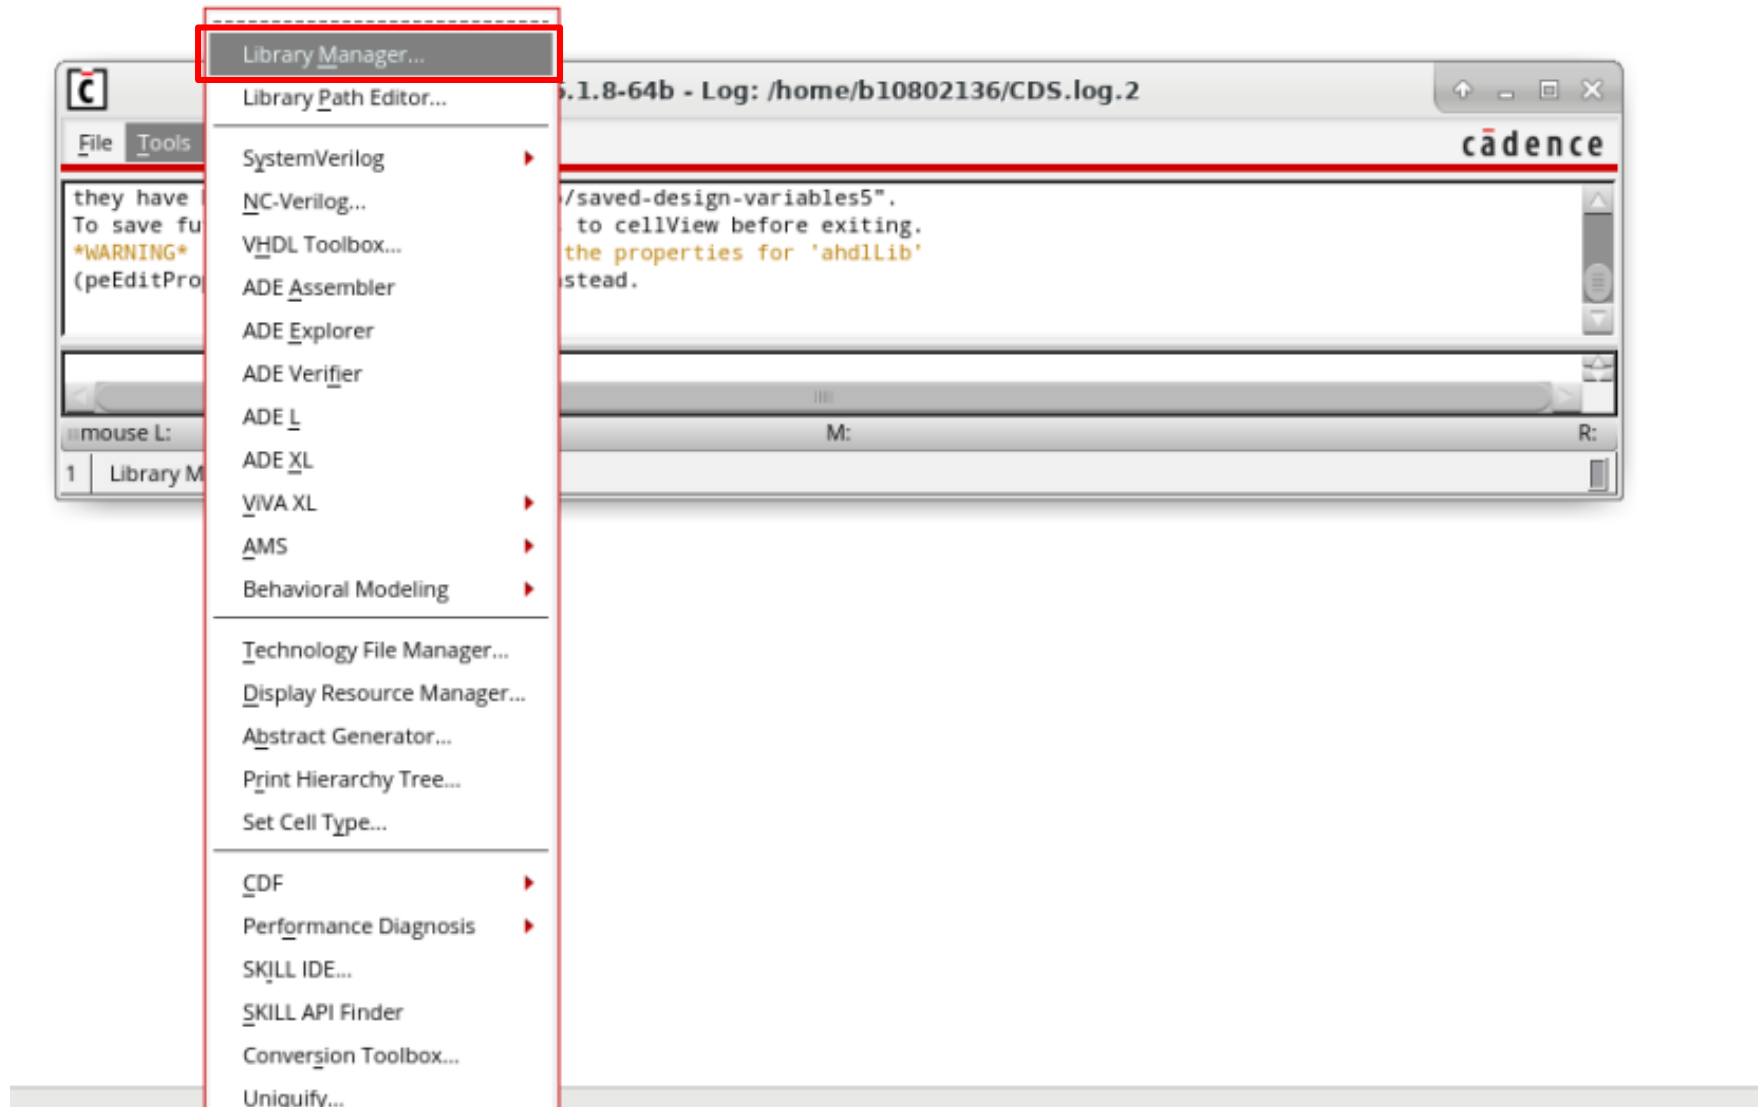 Library Manager...
Library Path Editor...
.1.8-64b - Log: /home/b10802136/CDS.log.2
File Tools
cādence
they have
/saved-design-variables5".
To save fu
to cellView before exiting.
*WARNING*
the properties for 'ahdlLib'
(peEditPro
stead.
SystemVerilog
NC-Verilog...
VHDL Toolbox...
ADE Assembler
ADE Explorer
ADE Verifier
ADE L
ADE XL
ViVA XL
AMS
Behavioral Modeling
Technology File Manager...
Display Resource Manager...
Abstract Generator...
Print Hierarchy Tree...
Set Cell Type...
CDF
Performance Diagnosis
SKILL IDE...
SKILL API Finder
Conversion Toolbox...
Uniquify...
mouse L:
M:
R:
1 Library M